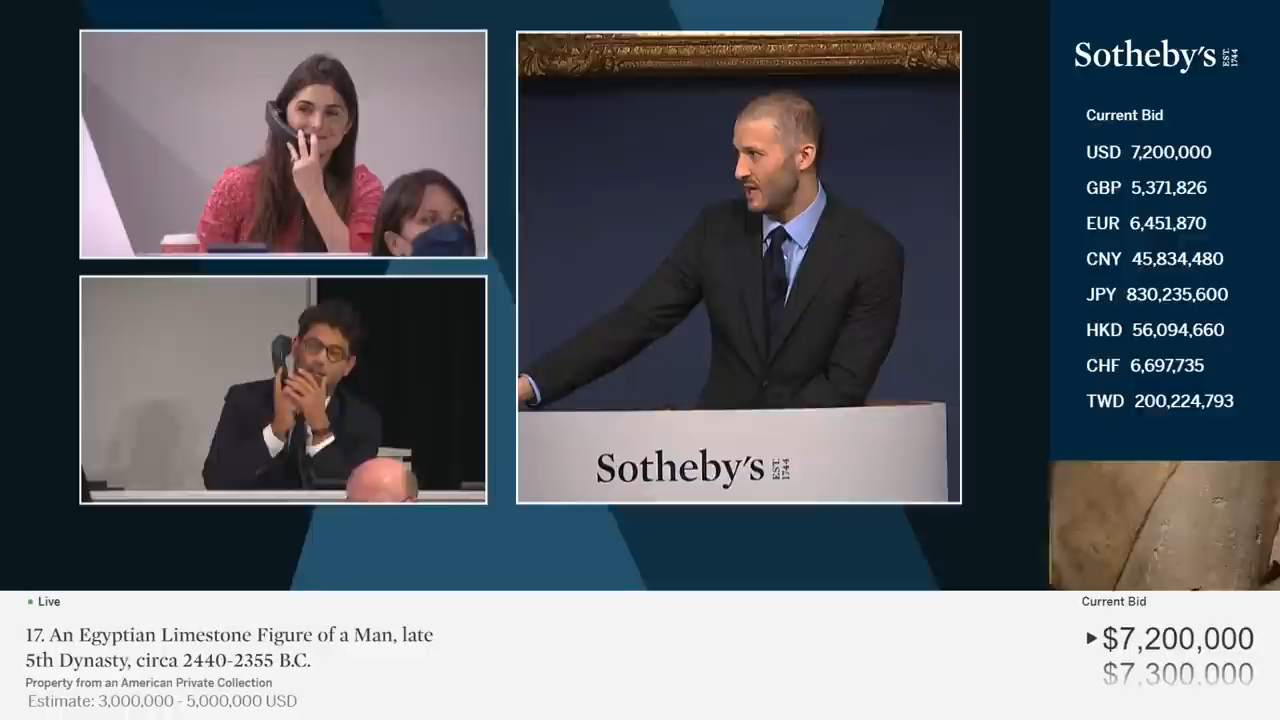 Sotheby's EST. 1744
Current Bid
USD 7,200,000
GBP 5,371,826
EUR 6,451,870
CNY 45,834,480
JPY 830,235,600
HKD 56,094,660
CHF 6,697,735
TWD 200,224,793
Sotheby's EST. 1744
Live
17. An Egyptian Limestone Figure of a Man, late
5th Dynasty, circa 2440-2355 B.C.
Property from an American Private Collection
Estimate: 3,000,000 - 5,000,000 USD
Current Bid
$7,200,000
$7,300,000